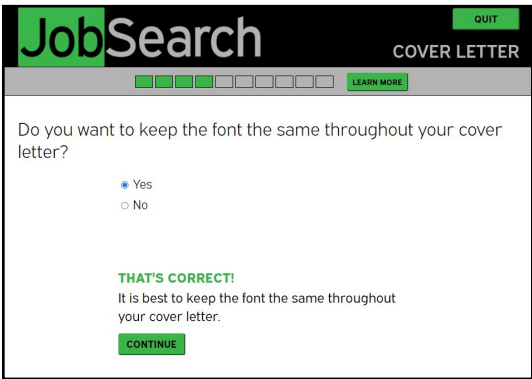 JobSearch
QUIT
COVER LETTER
LEARN MORE
Do you want to keep the font the same throughout your cover
letter?
Yes
No
THAT'S CORRECT!
It is best to keep the font the same throughout
your cover letter.
CONTINUE